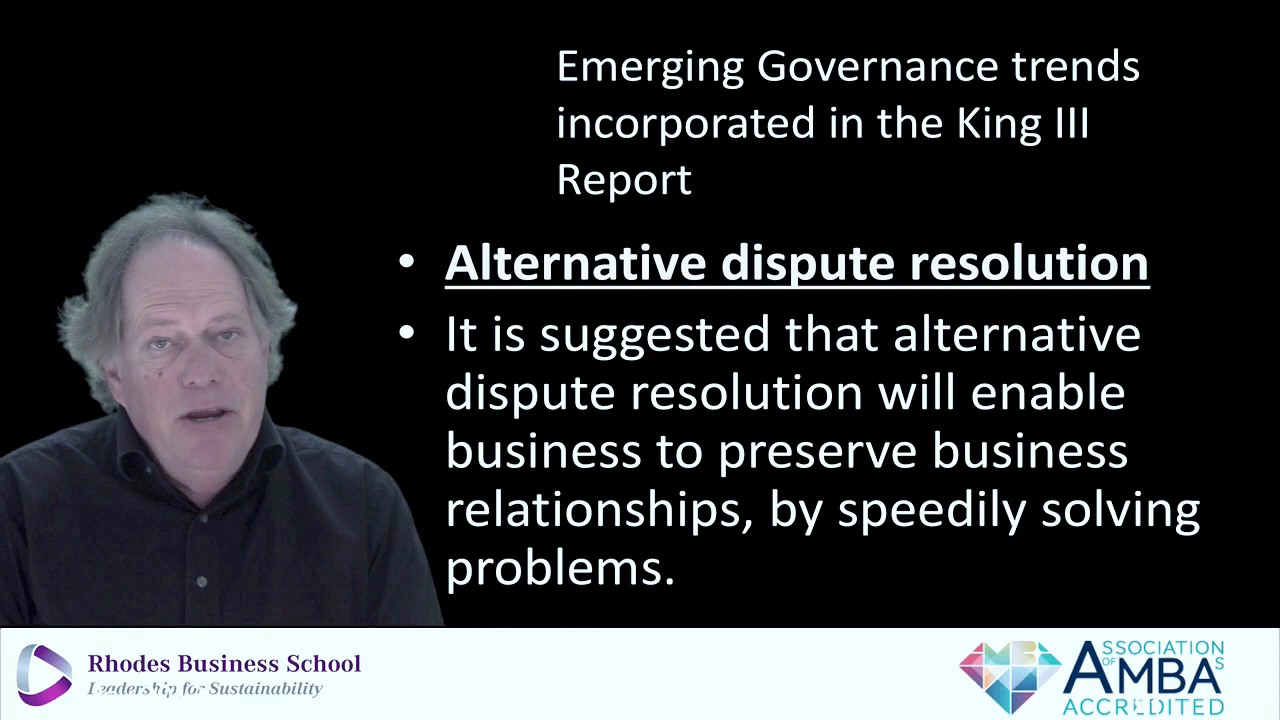 Emerging Governance trends
incorporated in the King III
Report
• Alternative dispute resolution
• It is suggested that alternative
dispute resolution will enable
business to preserve business
relationships, by speedily solving
problems.
Rhodes Business School
Leadership for Sustainability
ASSOCIATION
OF AMBAS
ACCREDITED